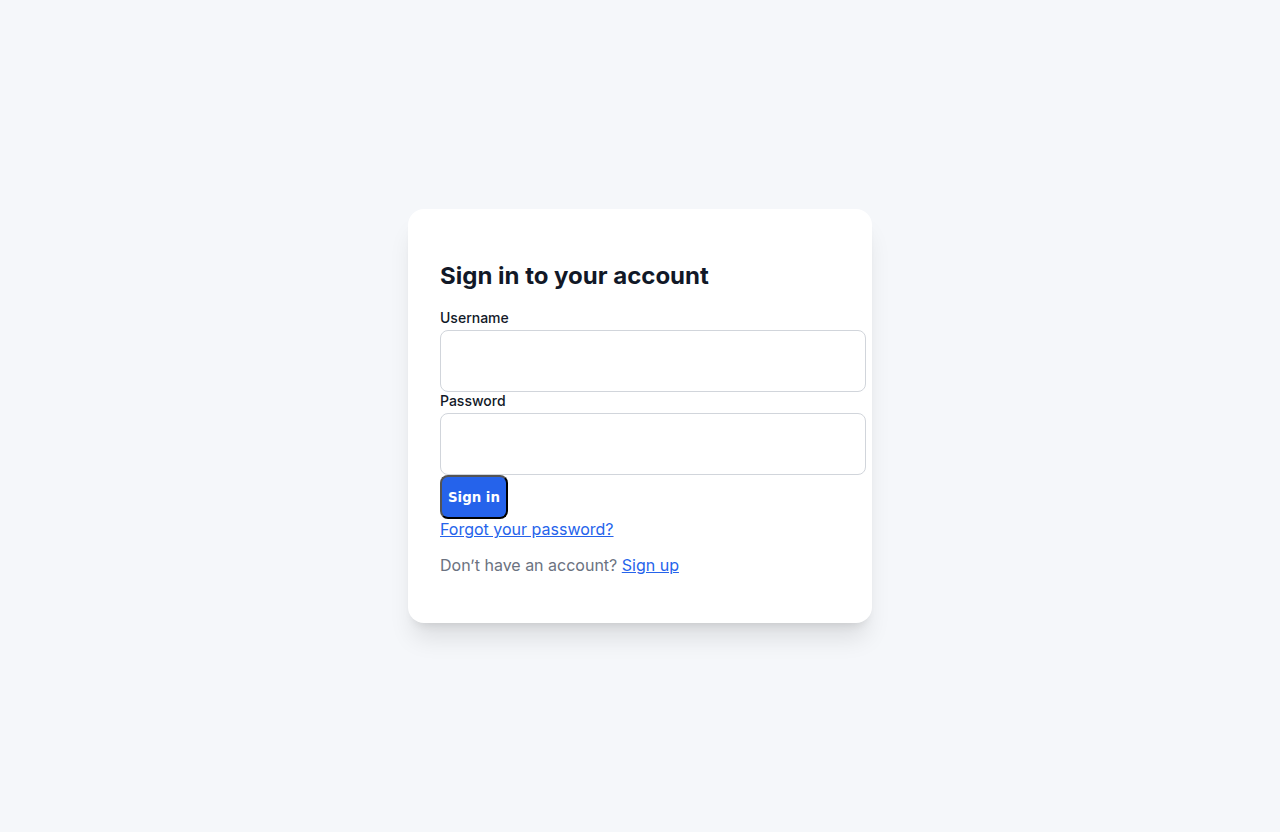 Sign in to your account
Username
Password
Sign in
Forgot your password?
Don’t have an account? Sign up